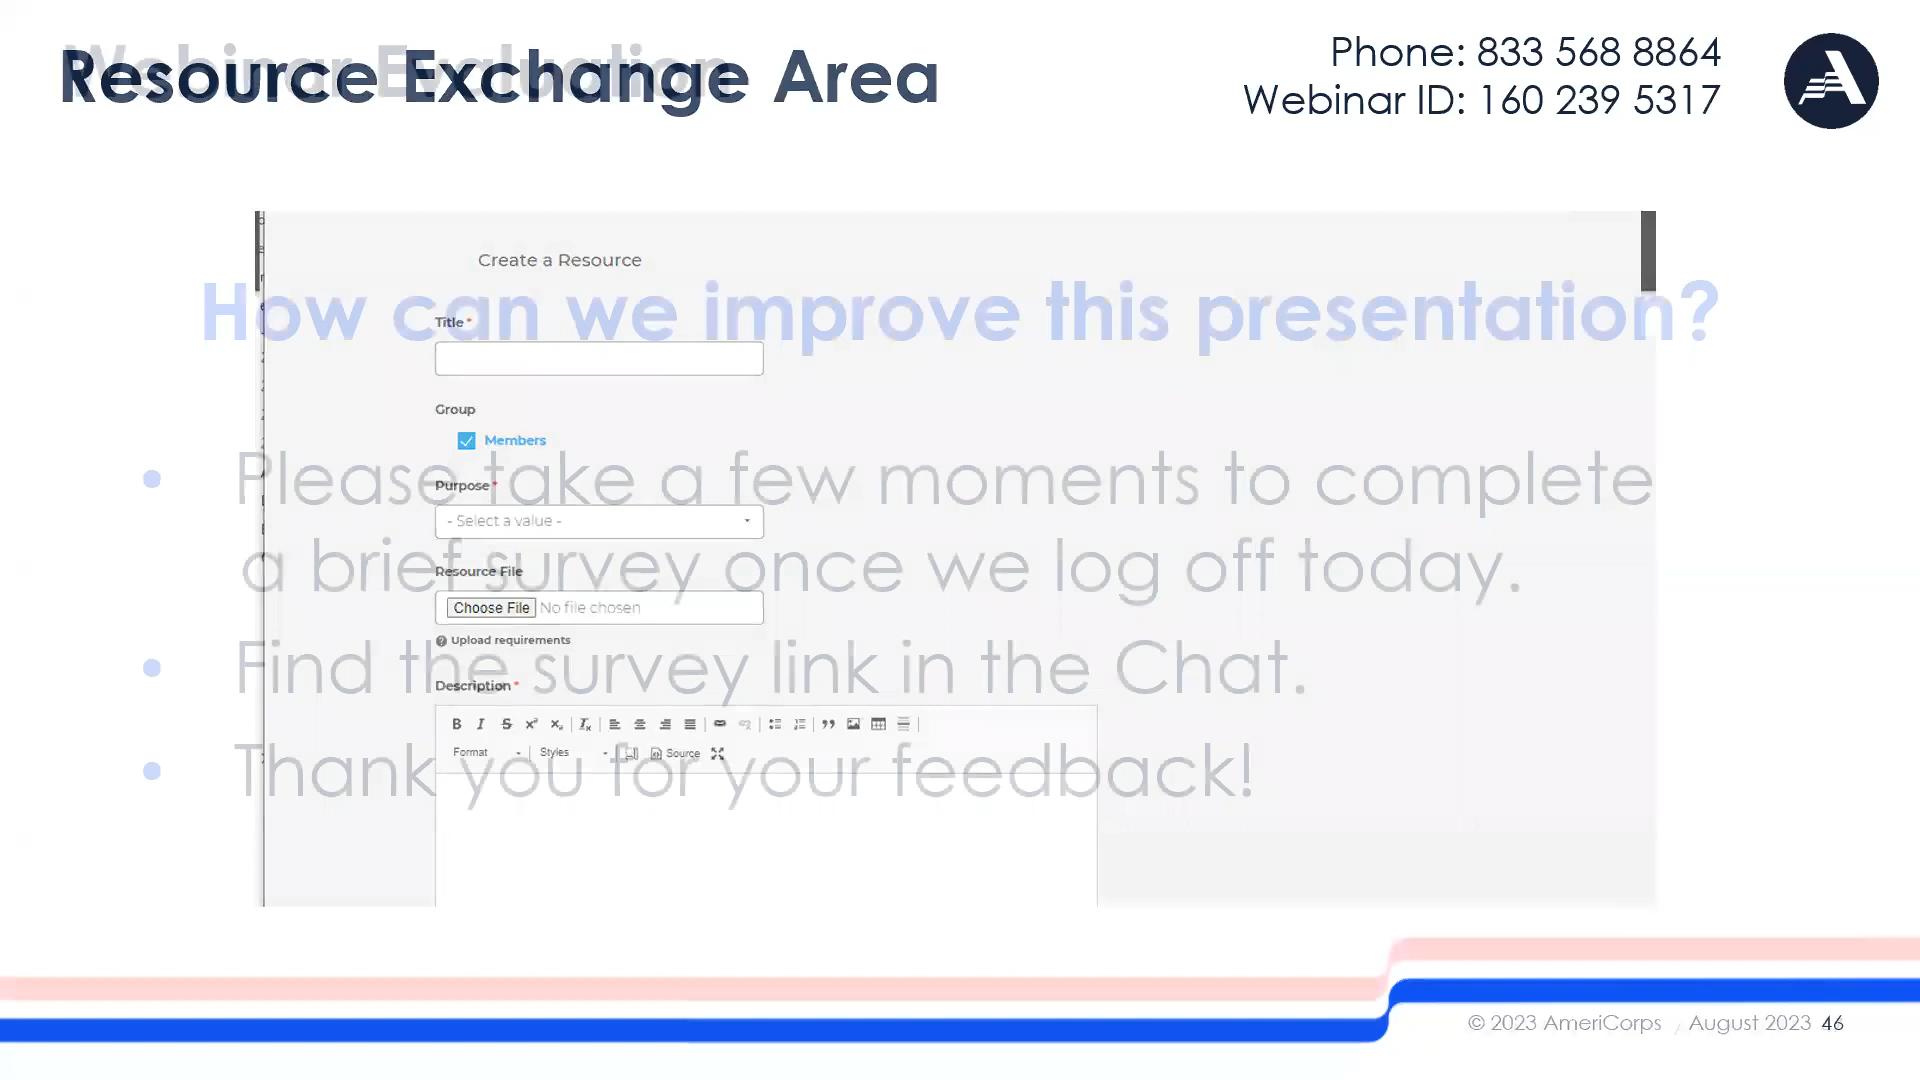 Resource Exchange Area
Webinar Evaluation
Phone: 833 568 8864
Webinar ID: 160 239 5317
Create a Resource
How can we improve this presentation?
Title *
Group
Members
• Please take a few moments to complete
a brief survey once we log off today.
Purpose *
- Select a value -
Resource File
Choose File No file chosen
Upload requirements
• Find the survey link in the Chat.
Description *
B I S x² x₂ Ix
Format Styles Source
• Thank you for your feedback!
© 2023 AmeriCorps / August 2023 46